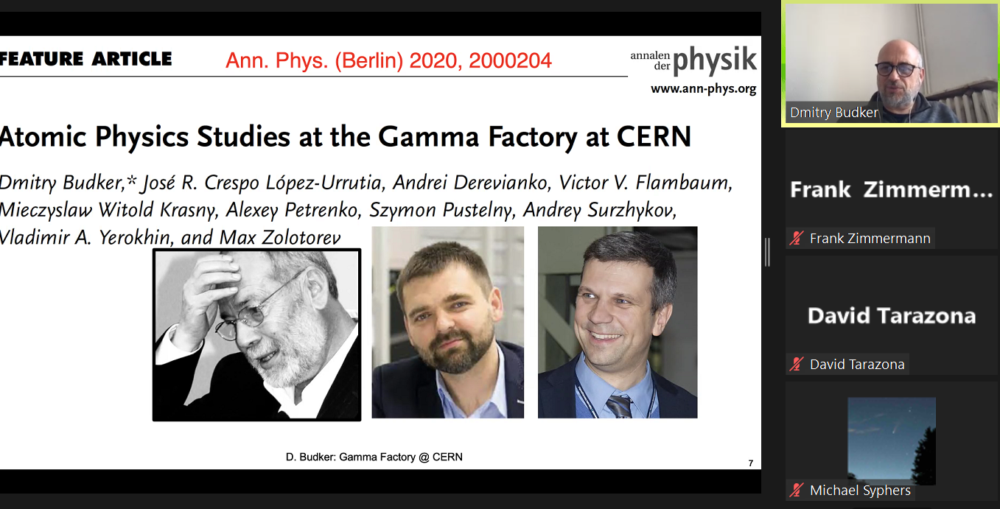 FEATURE ARTICLE
Ann. Phys. (Berlin) 2020, 2000204
annalen der physik
www.ann-phys.org
Atomic Physics Studies at the Gamma Factory at CERN
Dmitry Budker,* José R. Crespo López-Urrutia, Andrei Derevianko, Victor V. Flambaum,
Mieczyslaw Witold Krasny, Alexey Petrenko, Szymon Pustelny, Andrey Surzhykov,
Vladimir A. Yerokhin, and Max Zolotorev
D. Budker: Gamma Factory @ CERN
7
Dmitry Budker
Frank Zimmerm...
Frank Zimmermann
David Tarazona
David Tarazona
Michael Syphers